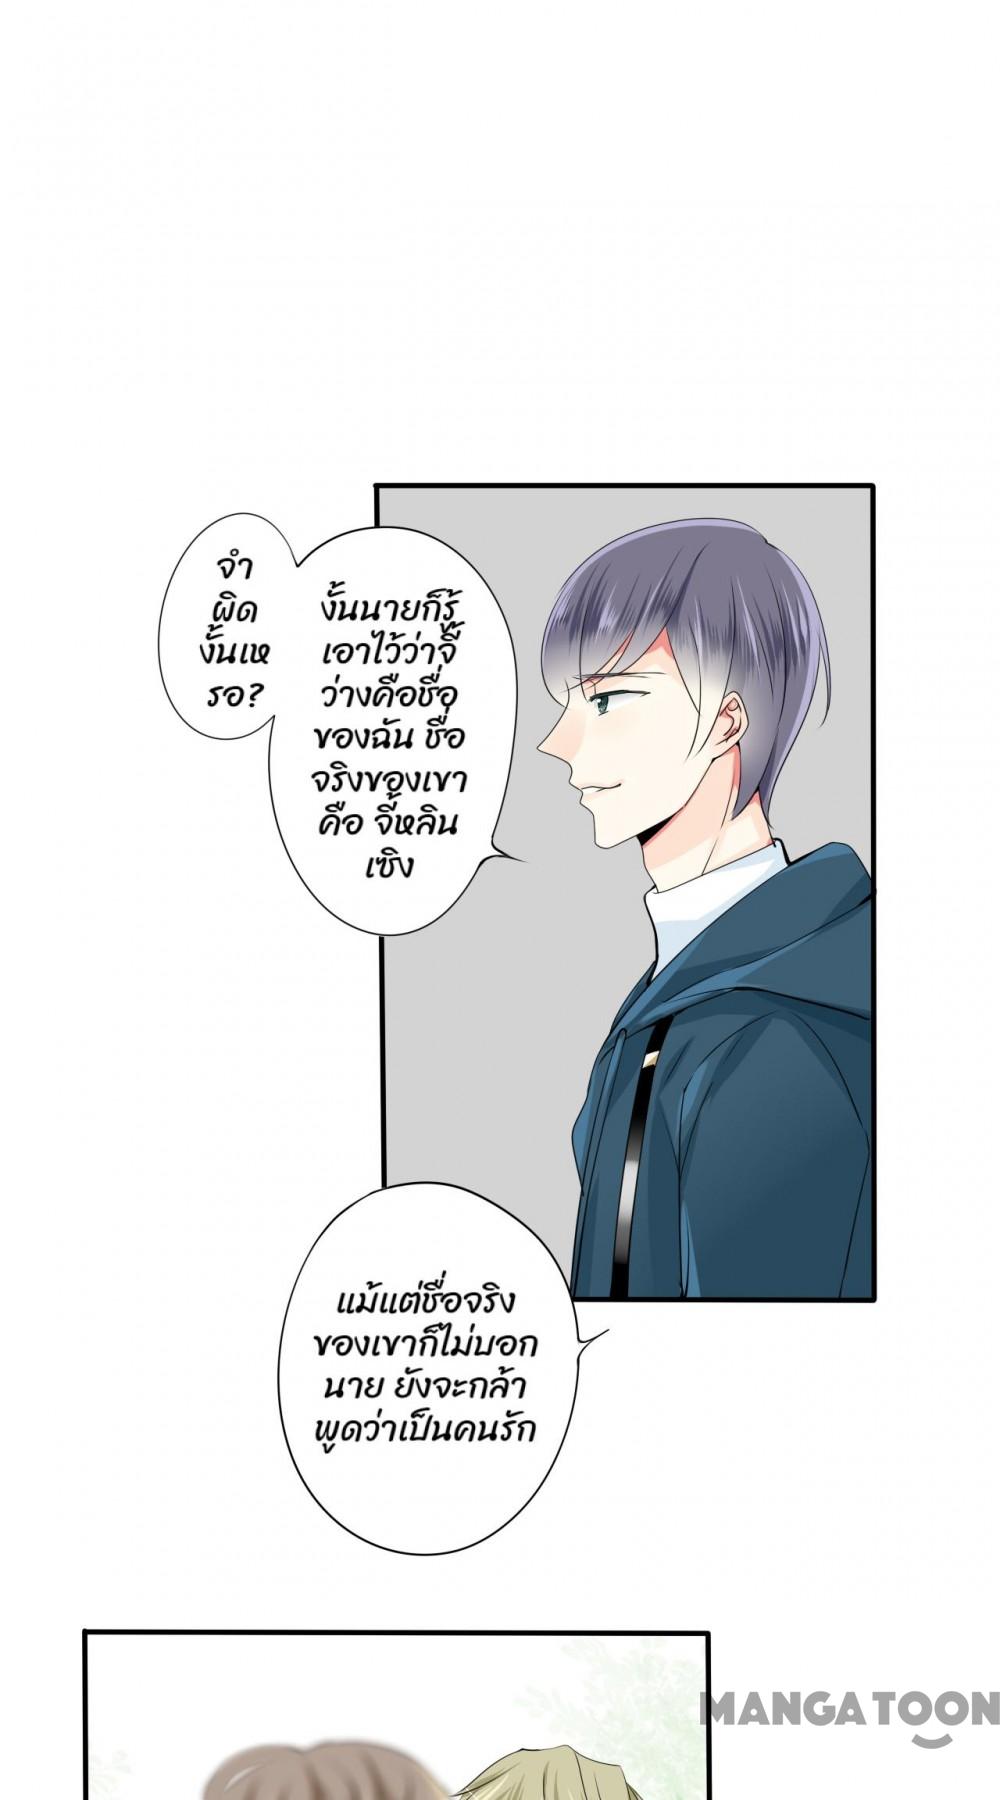 จำ
ผิด
งั้นเห
รอ?
งั้นนายก็รู้
เอาไว้ว่าจี้
ว่างคือชื่อ
ของฉัน ชื่อ
จริงของเขา
คือ จี้หลิน
เซิง
แม้แต่ชื่อจริง
ของเขาก็ไม่บอก
นาย ยังจะกล้า
พูดว่าเป็นคนรัก
MANGATOON